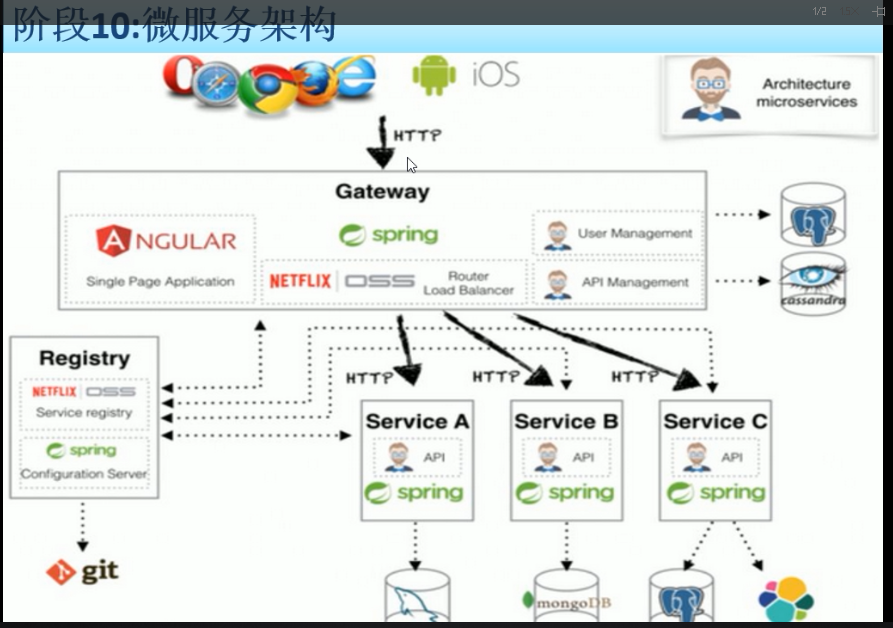 阶段10:微服务架构
1/2
iOS
Architecture
microservices
HTTP
Gateway
ANGULAR
Single Page Application
spring
NETFLIX OSS
Router
Load Balancer
User Management
API Management
cassandra
Registry
NETFLIX OSS
Service registry
spring
Configuration Server
git
HTTP
HTTP
HTTP
Service A
API
spring
Service B
API
spring
Service C
API
spring
mongoDB